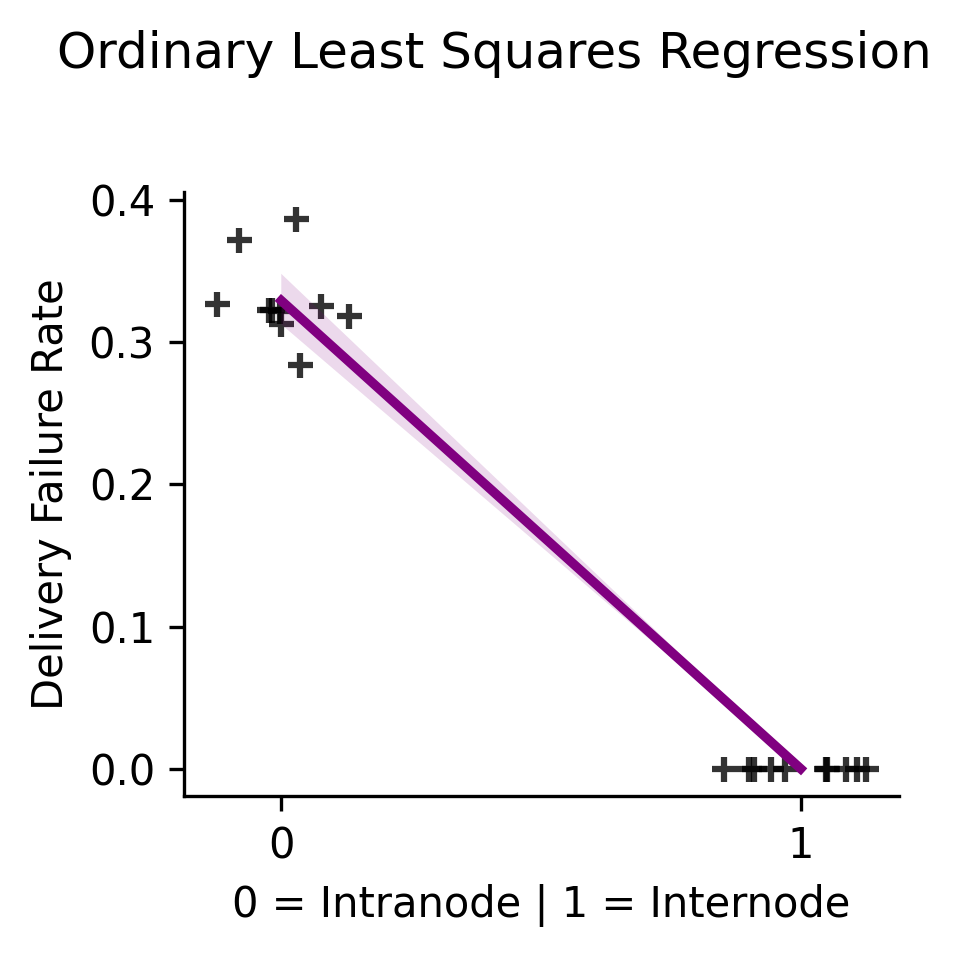 Ordinary Least Squares Regression
0.4
0.3
0.2
0.1
0.0
Delivery Failure Rate
0 1
0 = Intranode | 1 = Internode